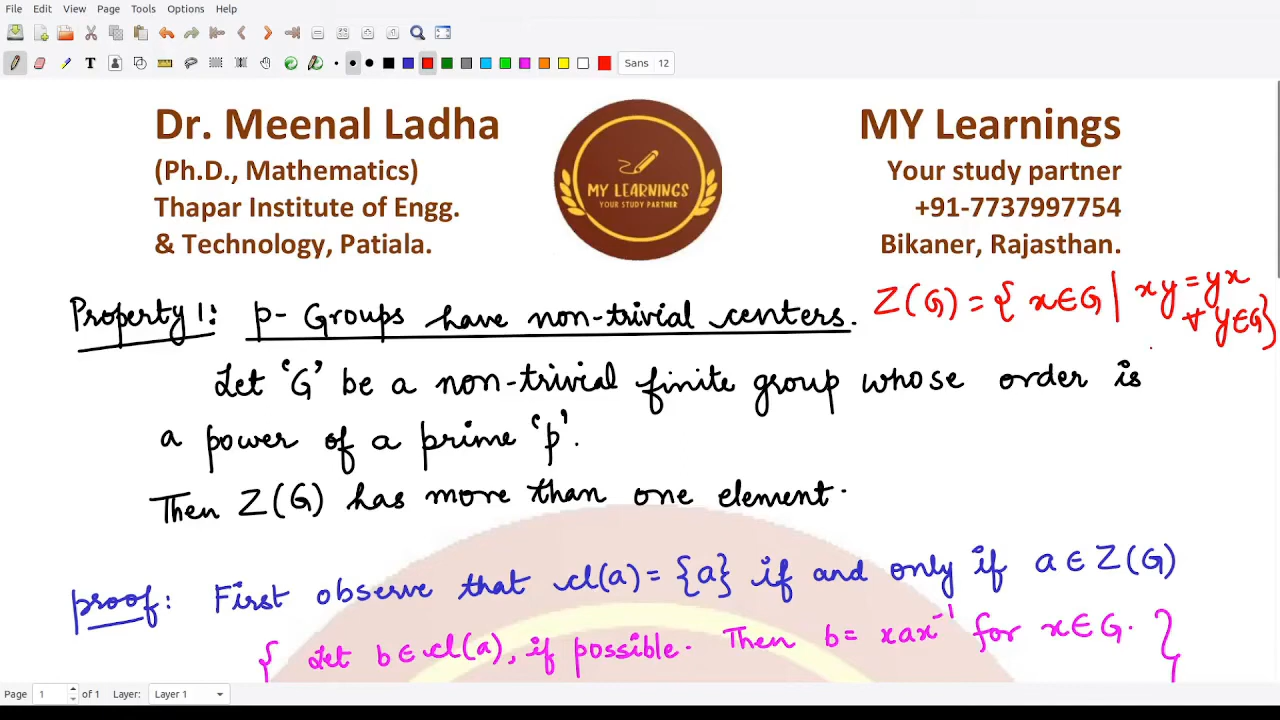 File Edit View Page Tools Options Help
Sans 12
Dr. Meenal Ladha
(Ph.D., Mathematics)
Thapar Institute of Engg.
& Technology, Patiala.
MY LEARNINGS
YOUR STUDY PARTNER
MY Learnings
Your study partner
+91-7737997754
Bikaner, Rajasthan.
Property 1: p- Groups have non-trivial centers.
Z(G) = { x∈G | xy = yx
∀ y∈G}
Let 'G' be a non-trivial finite group whose order is
a power of a prime 'p'.
Then Z(G) has more than one element.
proof: First observe that cl(a) = {a} if and only if a ∈ Z(G)
{ Let b ∈ cl(a), if possible. Then b = xax⁻¹ for x ∈ G. }
Page 1 of 1 Layer: Layer 1